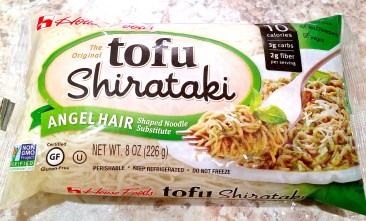 House Foods
The
Original
tofu
Shirataki
10
calories
3g carbs
2g fiber
per serving
ANGEL HAIR
Shaped Noodle
Substitute
Certified
GF
Gluten-Free
NON
GMO
Project
VERIFIED
NET WT. 8 OZ (226 g)
PERISHABLE • KEEP REFRIGERATED • DO NOT FREEZE
House Foods tofu Shirataki